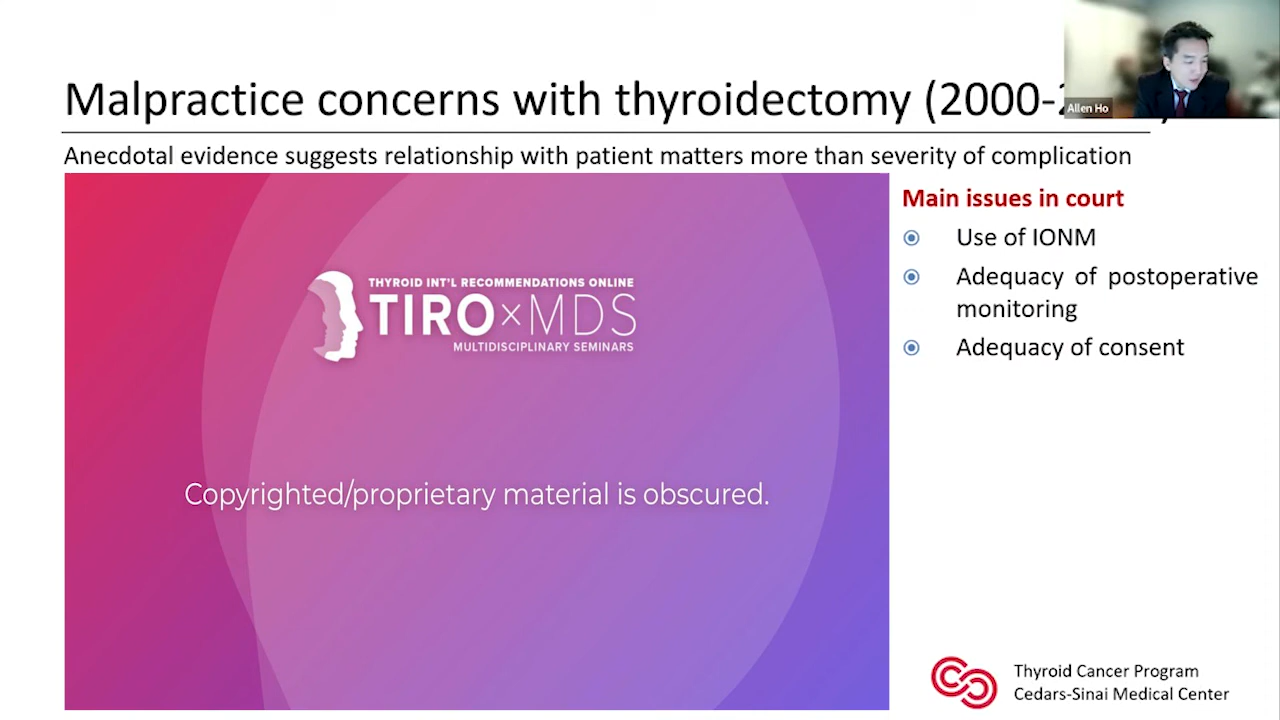 Malpractice concerns with thyroidectomy (2000-
Allen Ho
Anecdotal evidence suggests relationship with patient matters more than severity of complication
THYROID INT'L RECOMMENDATIONS ONLINE
TIRO×MDS
MULTIDISCIPLINARY SEMINARS
Copyrighted/proprietary material is obscured.
Main issues in court
Use of IONM
Adequacy of postoperative
monitoring
Adequacy of consent
Thyroid Cancer Program
Cedars-Sinai Medical Center